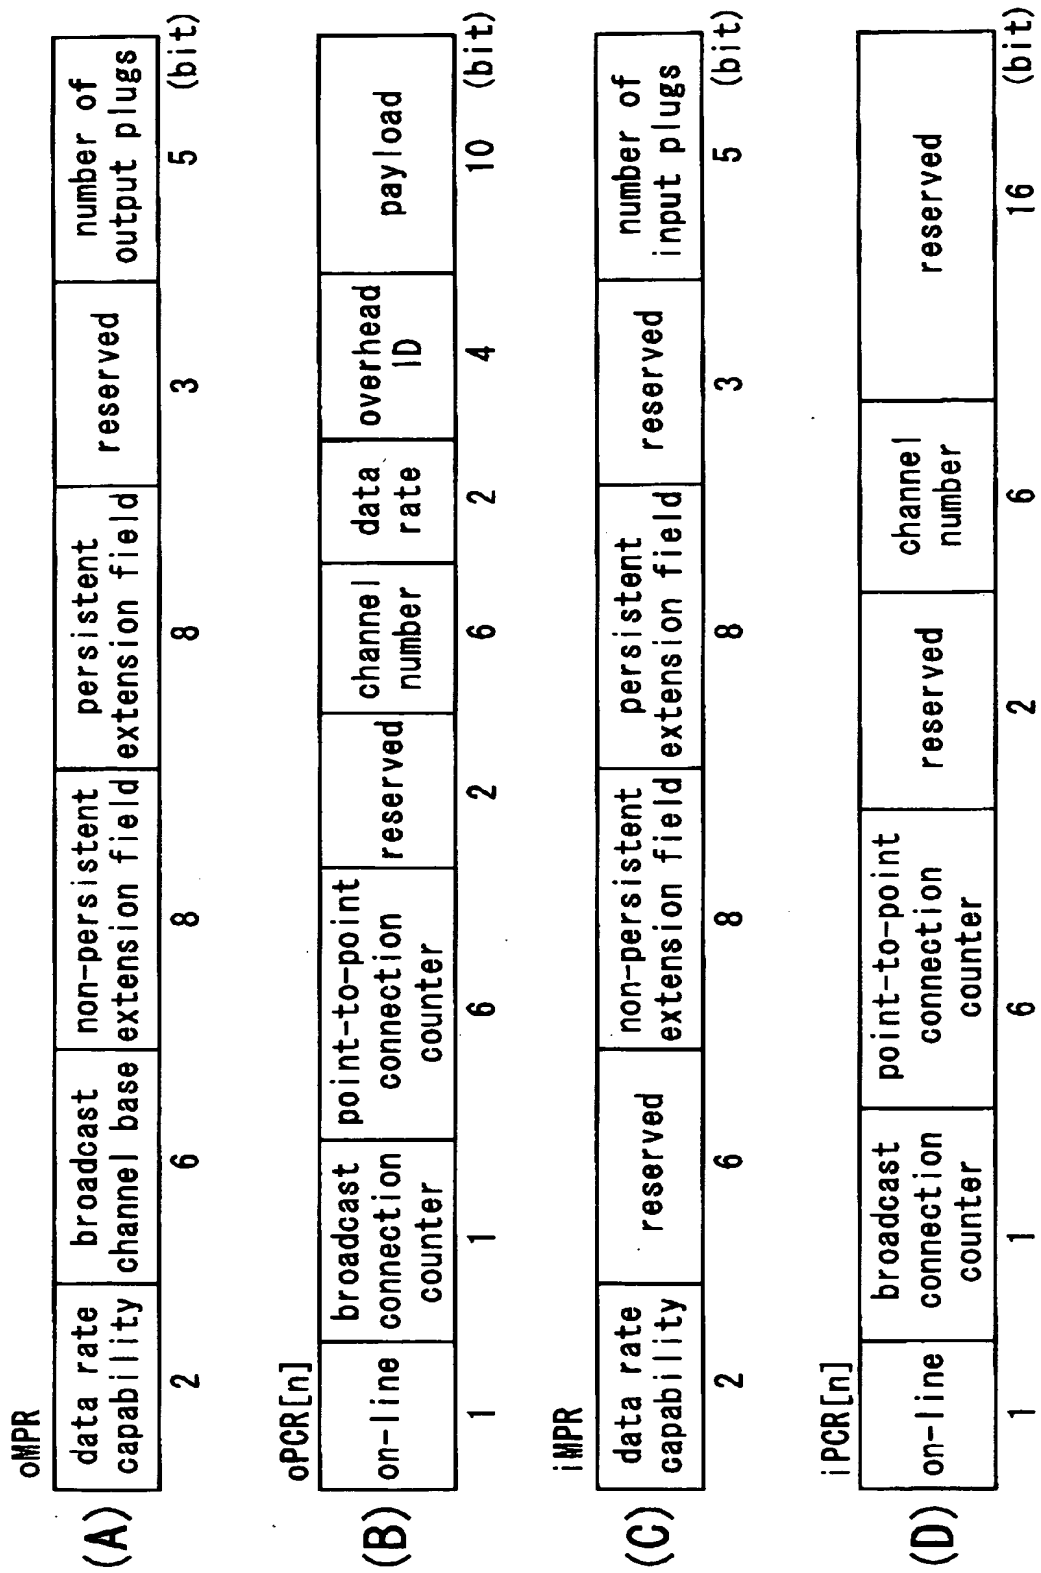 oMPR
(A)
data rate
capability
broadcast
channel base
non-persistent
extension field
persistent
extension field
reserved
number of
output plugs
2
6
8
8
3
5
(bit)
oPCR[n]
(B)
on-line
broadcast
connection
counter
point-to-point
connection
counter
reserved
channel
number
data
rate
overhead
ID
payload
1
1
6
2
6
2
4
10
(bit)
iMPR
(C)
data rate
capability
reserved
non-persistent
extension field
persistent
extension field
reserved
number of
input plugs
2
6
8
8
3
5
(bit)
iPCR[n]
(D)
on-line
broadcast
connection
counter
point-to-point
connection
counter
reserved
channel
number
reserved
1
1
6
2
6
16
(bit)